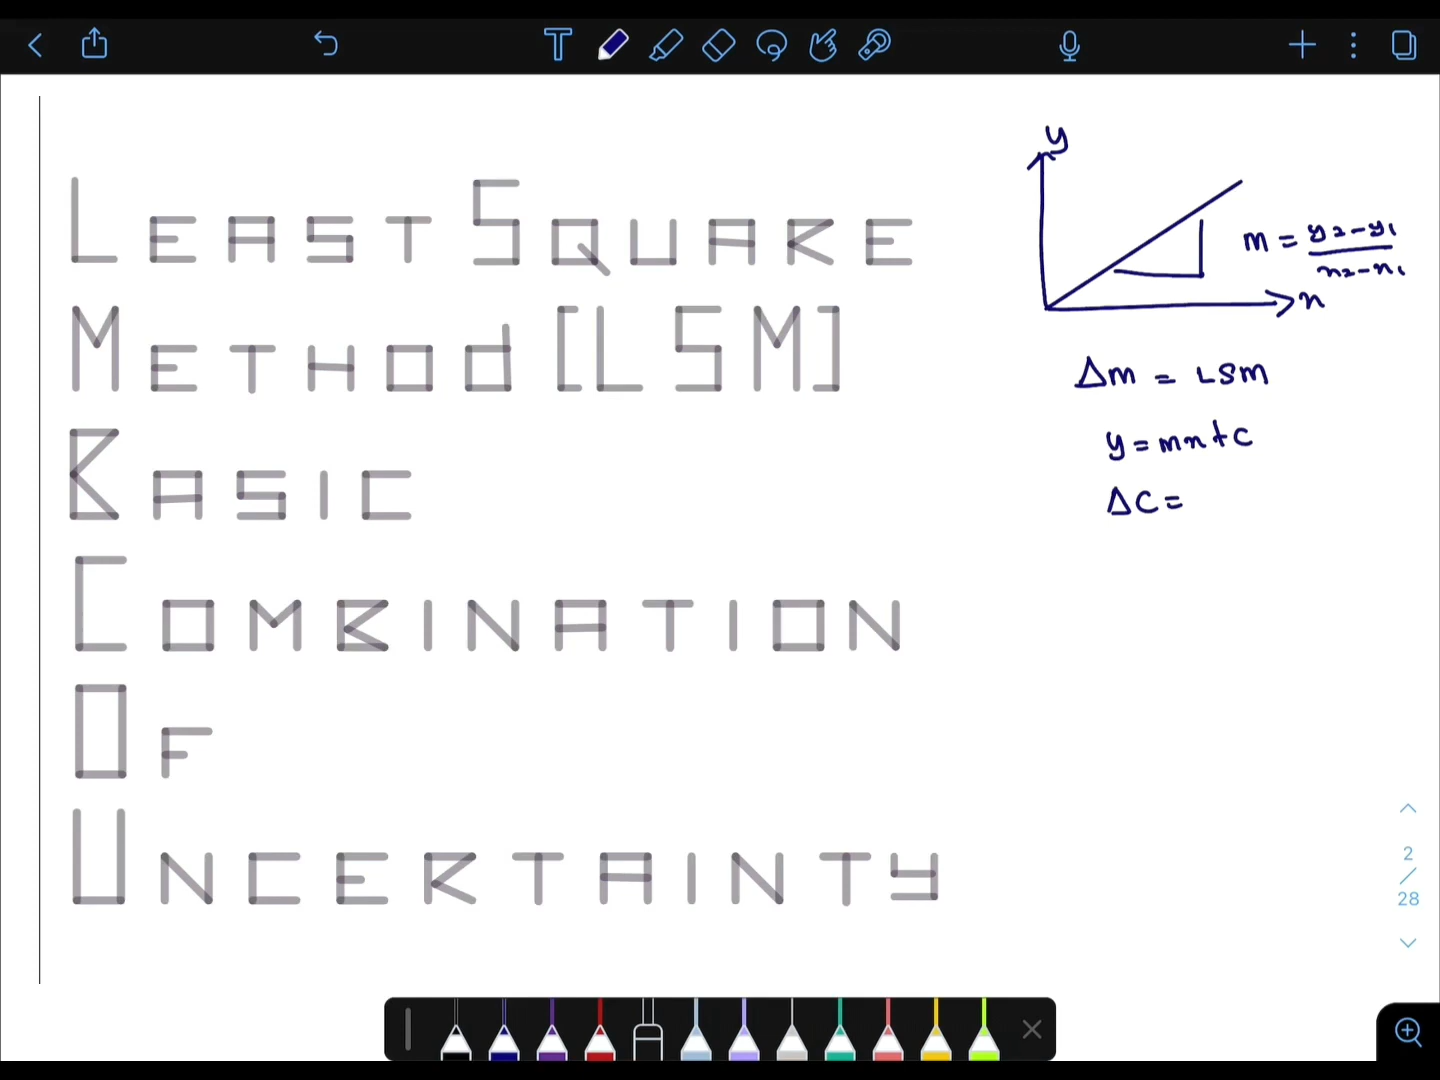 Least Square
Method [LSM]
Basic
Combination
Of
Uncertainty
y
m = y2-y1
x2-x1
x
Δm = LSM
y = mx+c
Δc =
2
/
28